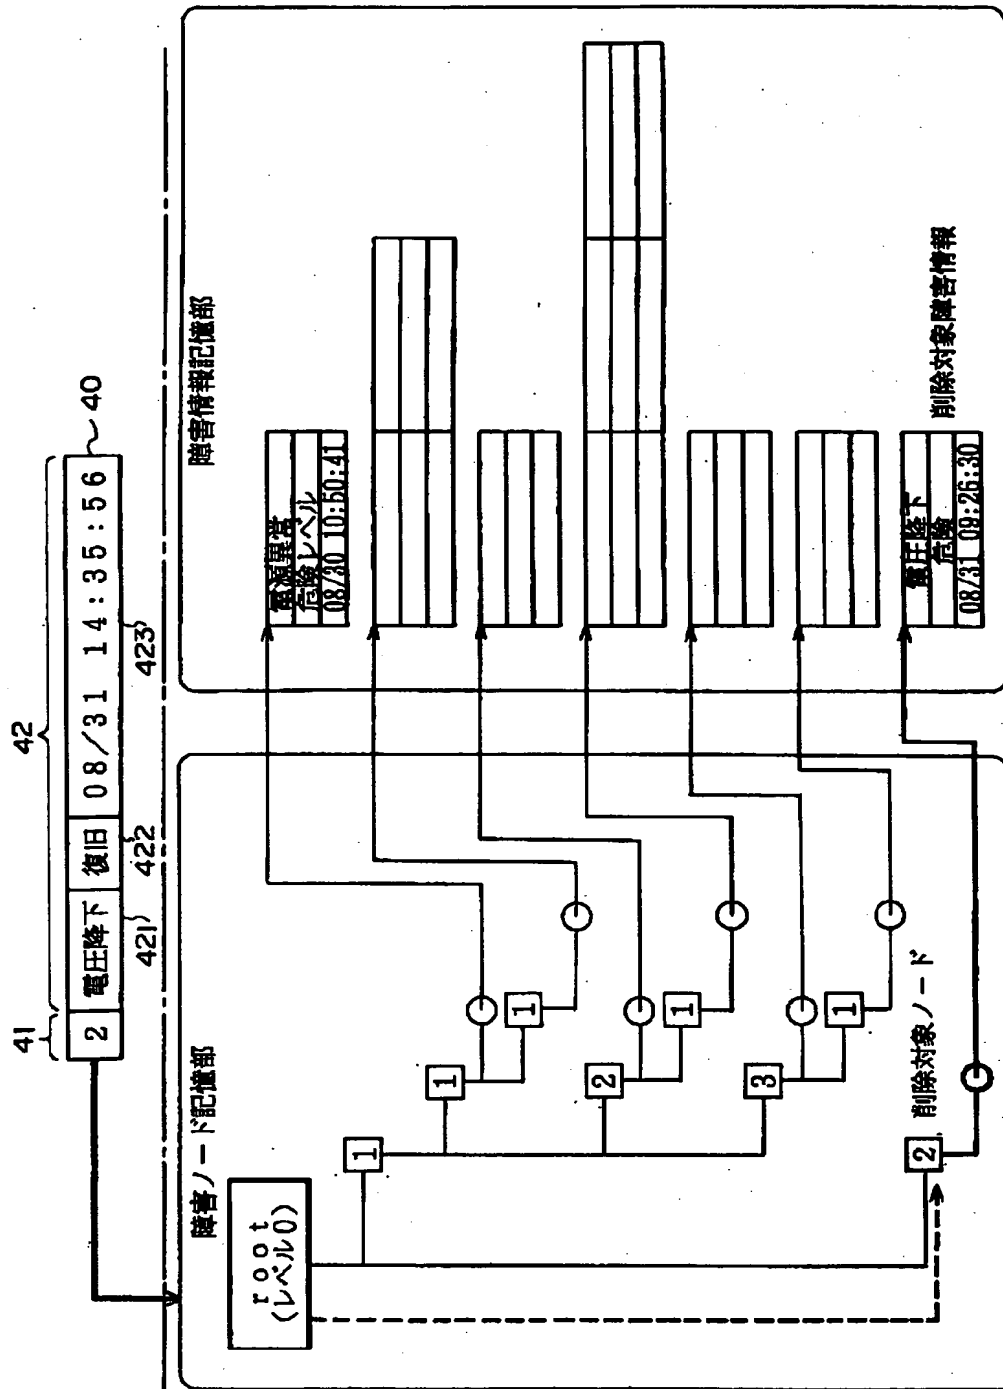 41
42
2
電圧降下
復旧
08/31 14:35:56
40
421
422
423
障害ノード記憶部
root
(レベル0)
1
1
1
2
1
3
1
2
削除対象ノード
障害情報記憶部
電源異常
危険レベル
08/30 10:50:41
電圧降下
危険
08/31 09:26:30
削除対象障害情報